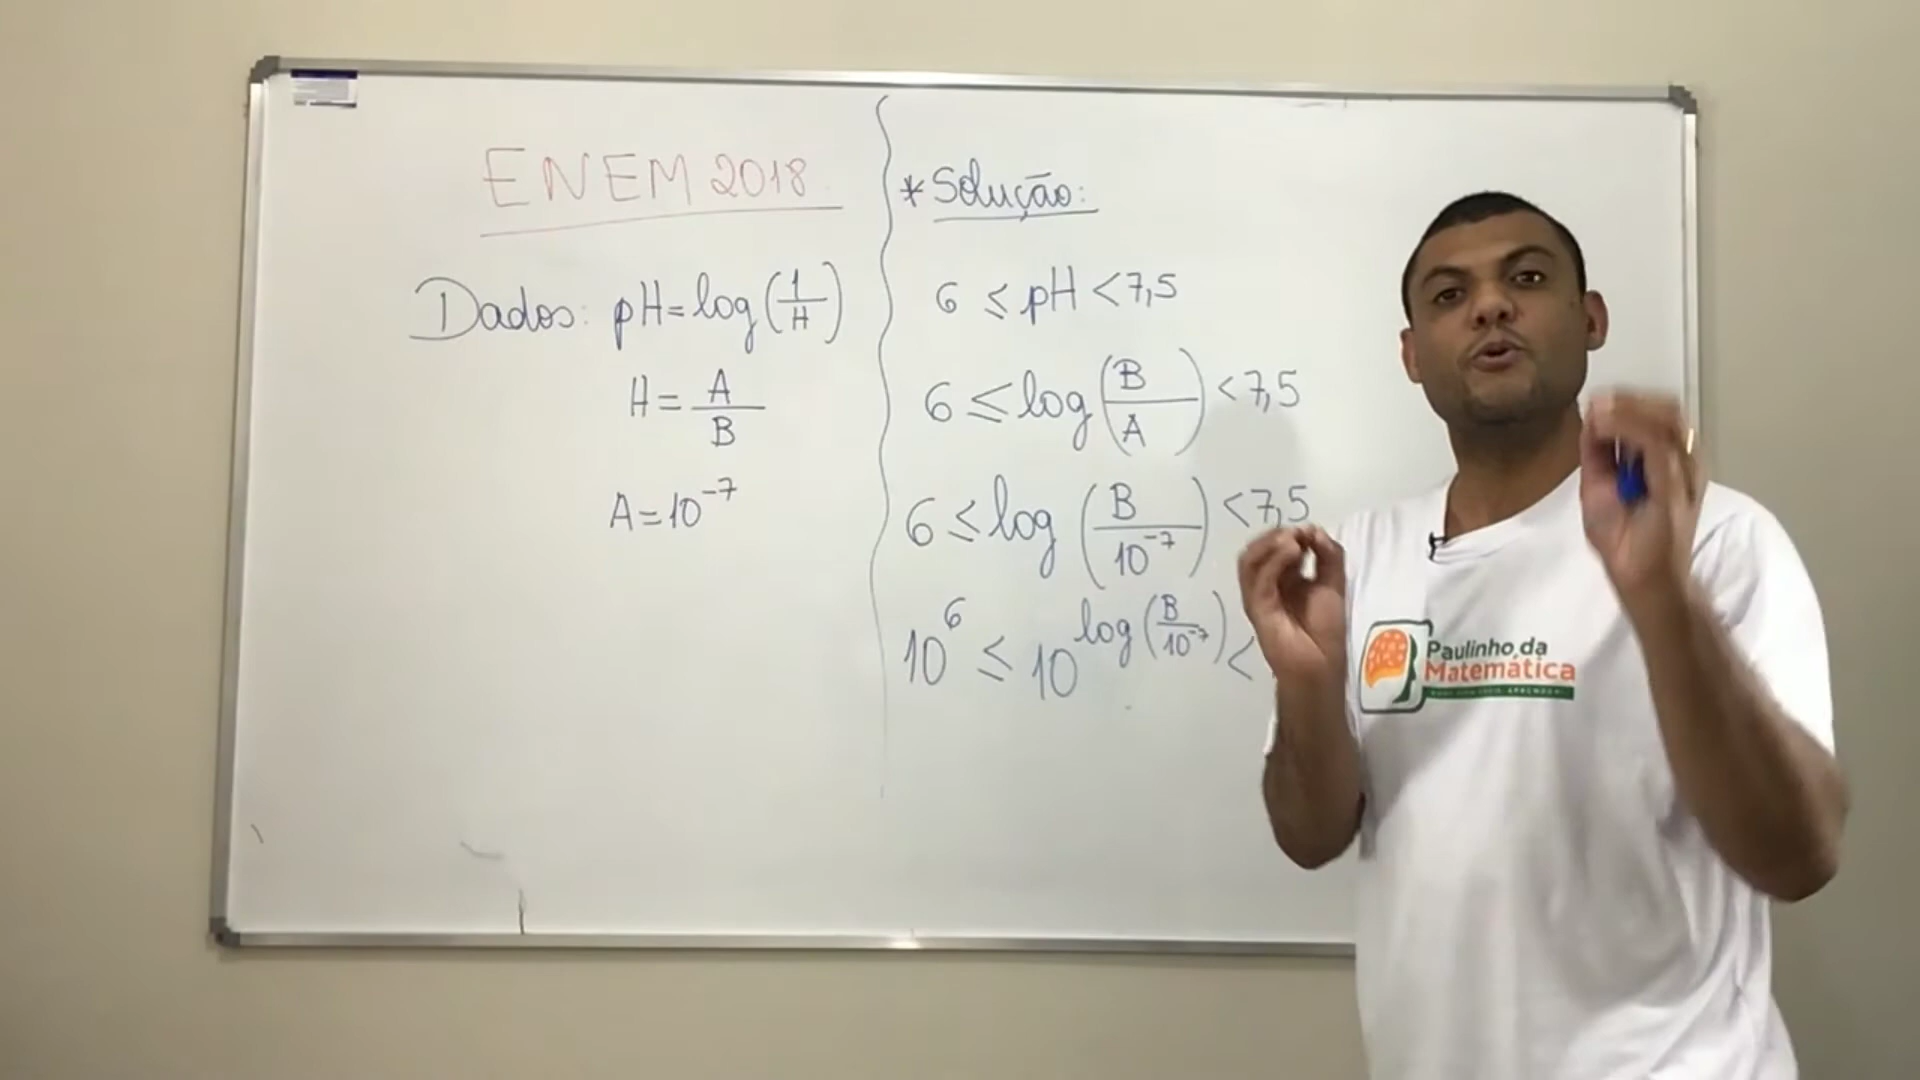 ENEM 2018
Dados: pH=log(1/H)
H=A/B
A=10⁻⁷
*Solução:
6 ≤ pH < 7,5
6 ≤ log(B/A) < 7,5
6 ≤ log(B/10⁻⁷) < 7,5
10⁶ ≤ 10^log(B/10⁻⁷) <
Paulinho da
Matemática